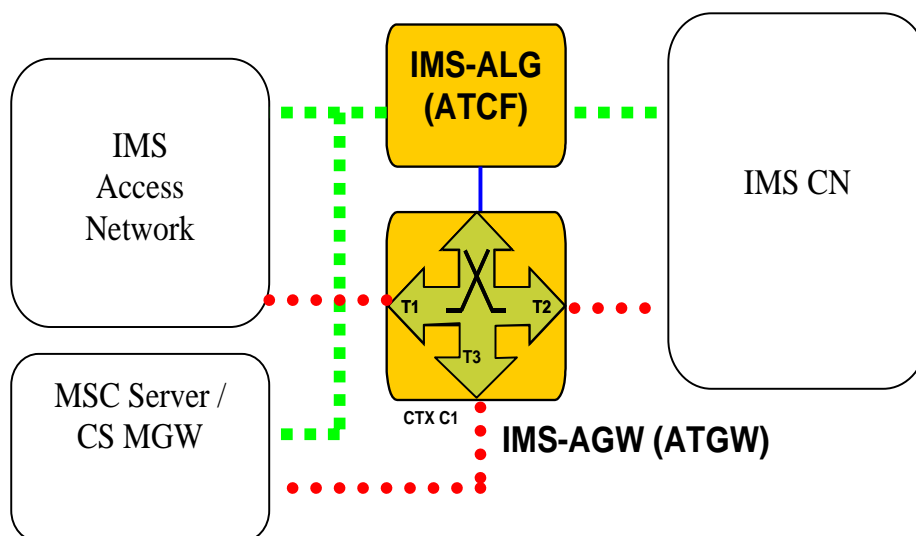 IMS-ALG
(ATCF)
IMS
Access
Network
IMS CN
T1
T2
T3
MSC Server /
CS MGW
CTX C1
IMS-AGW (ATGW)